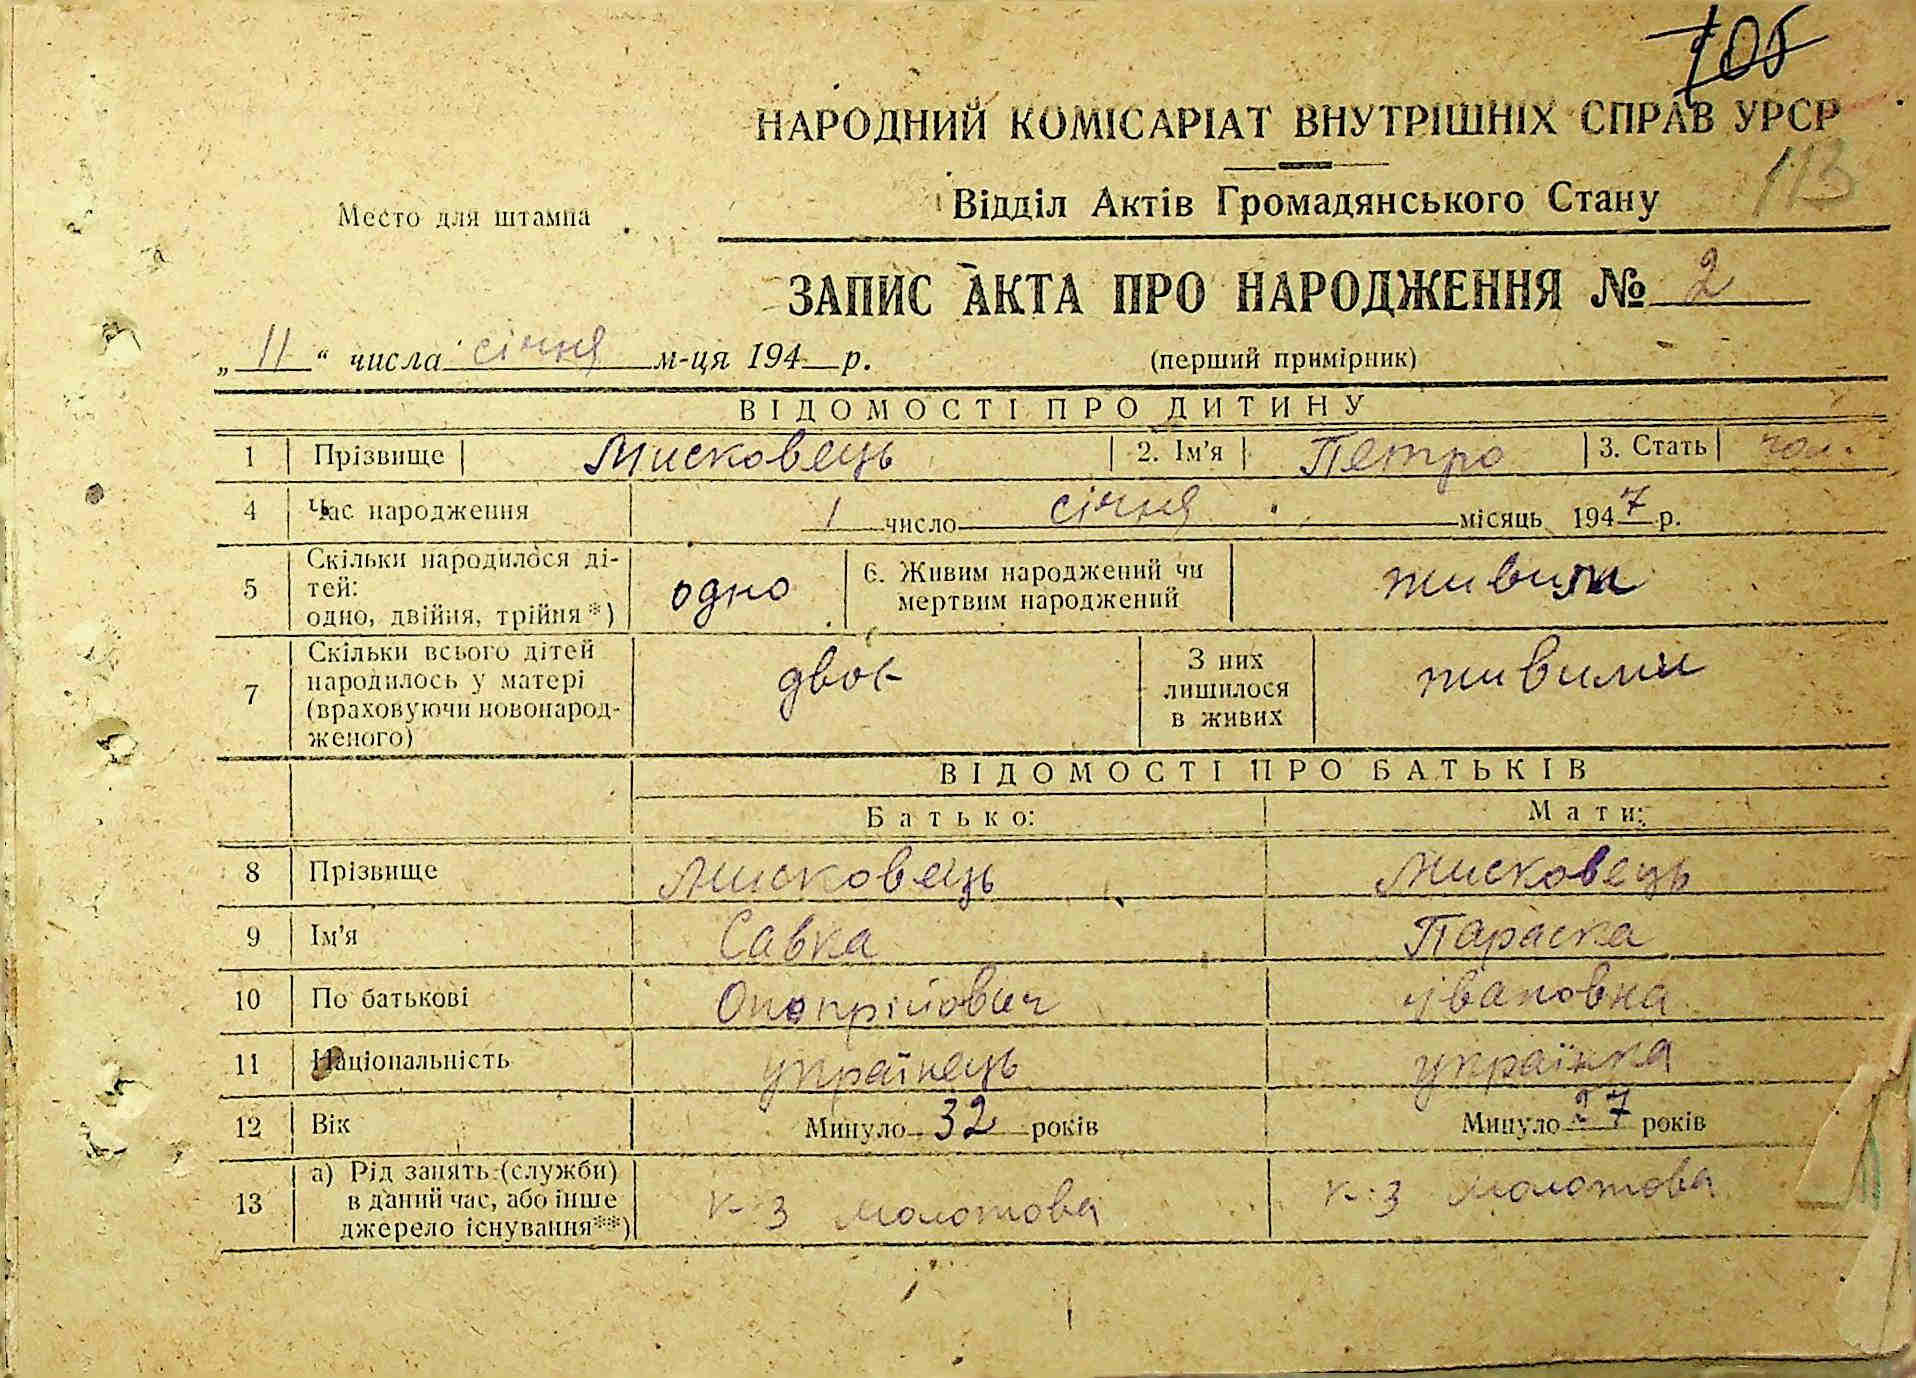 105
НАРОДНИЙ КОМІСАРІАТ ВНУТРІШНІХ СПРАВ УРСР
113
Место для штампа
Відділ Актів Громадянського Стану
ЗАПИС АКТА ПРО НАРОДЖЕННЯ № 2
„ 11 “ числа січня м-ця 194 р.
(перший примірник)
ВІДОМОСТІ ПРО ДИТИНУ
1 Прізвище Мисковець 2. Ім'я Петро 3. Стать чол.
4 Час народження 1 число січня місяць 1947 р.
5 Скільки народилося ді-
тей:
одно, двійня, трійня*) одно 6. Живим народжений чи
мертвим народжений живим
7 Скільки всього дітей
народилось у матері
(враховуючи новонарод-
женого) двоє З них
лишилося
в живих живими
ВІДОМОСТІ ПРО БАТЬКІВ
Батько: Мати:
8 Прізвище Мисковець Мисковець
9 Ім'я Савка Параска
10 По батькові Онопрійович Івановна
11 Національність українець українка
12 Вік Минуло 32 років Минуло 27 років
13 а) Рід занять (служби)
в даний час, або інше
джерело існування**) к-з молотова к-з молотова